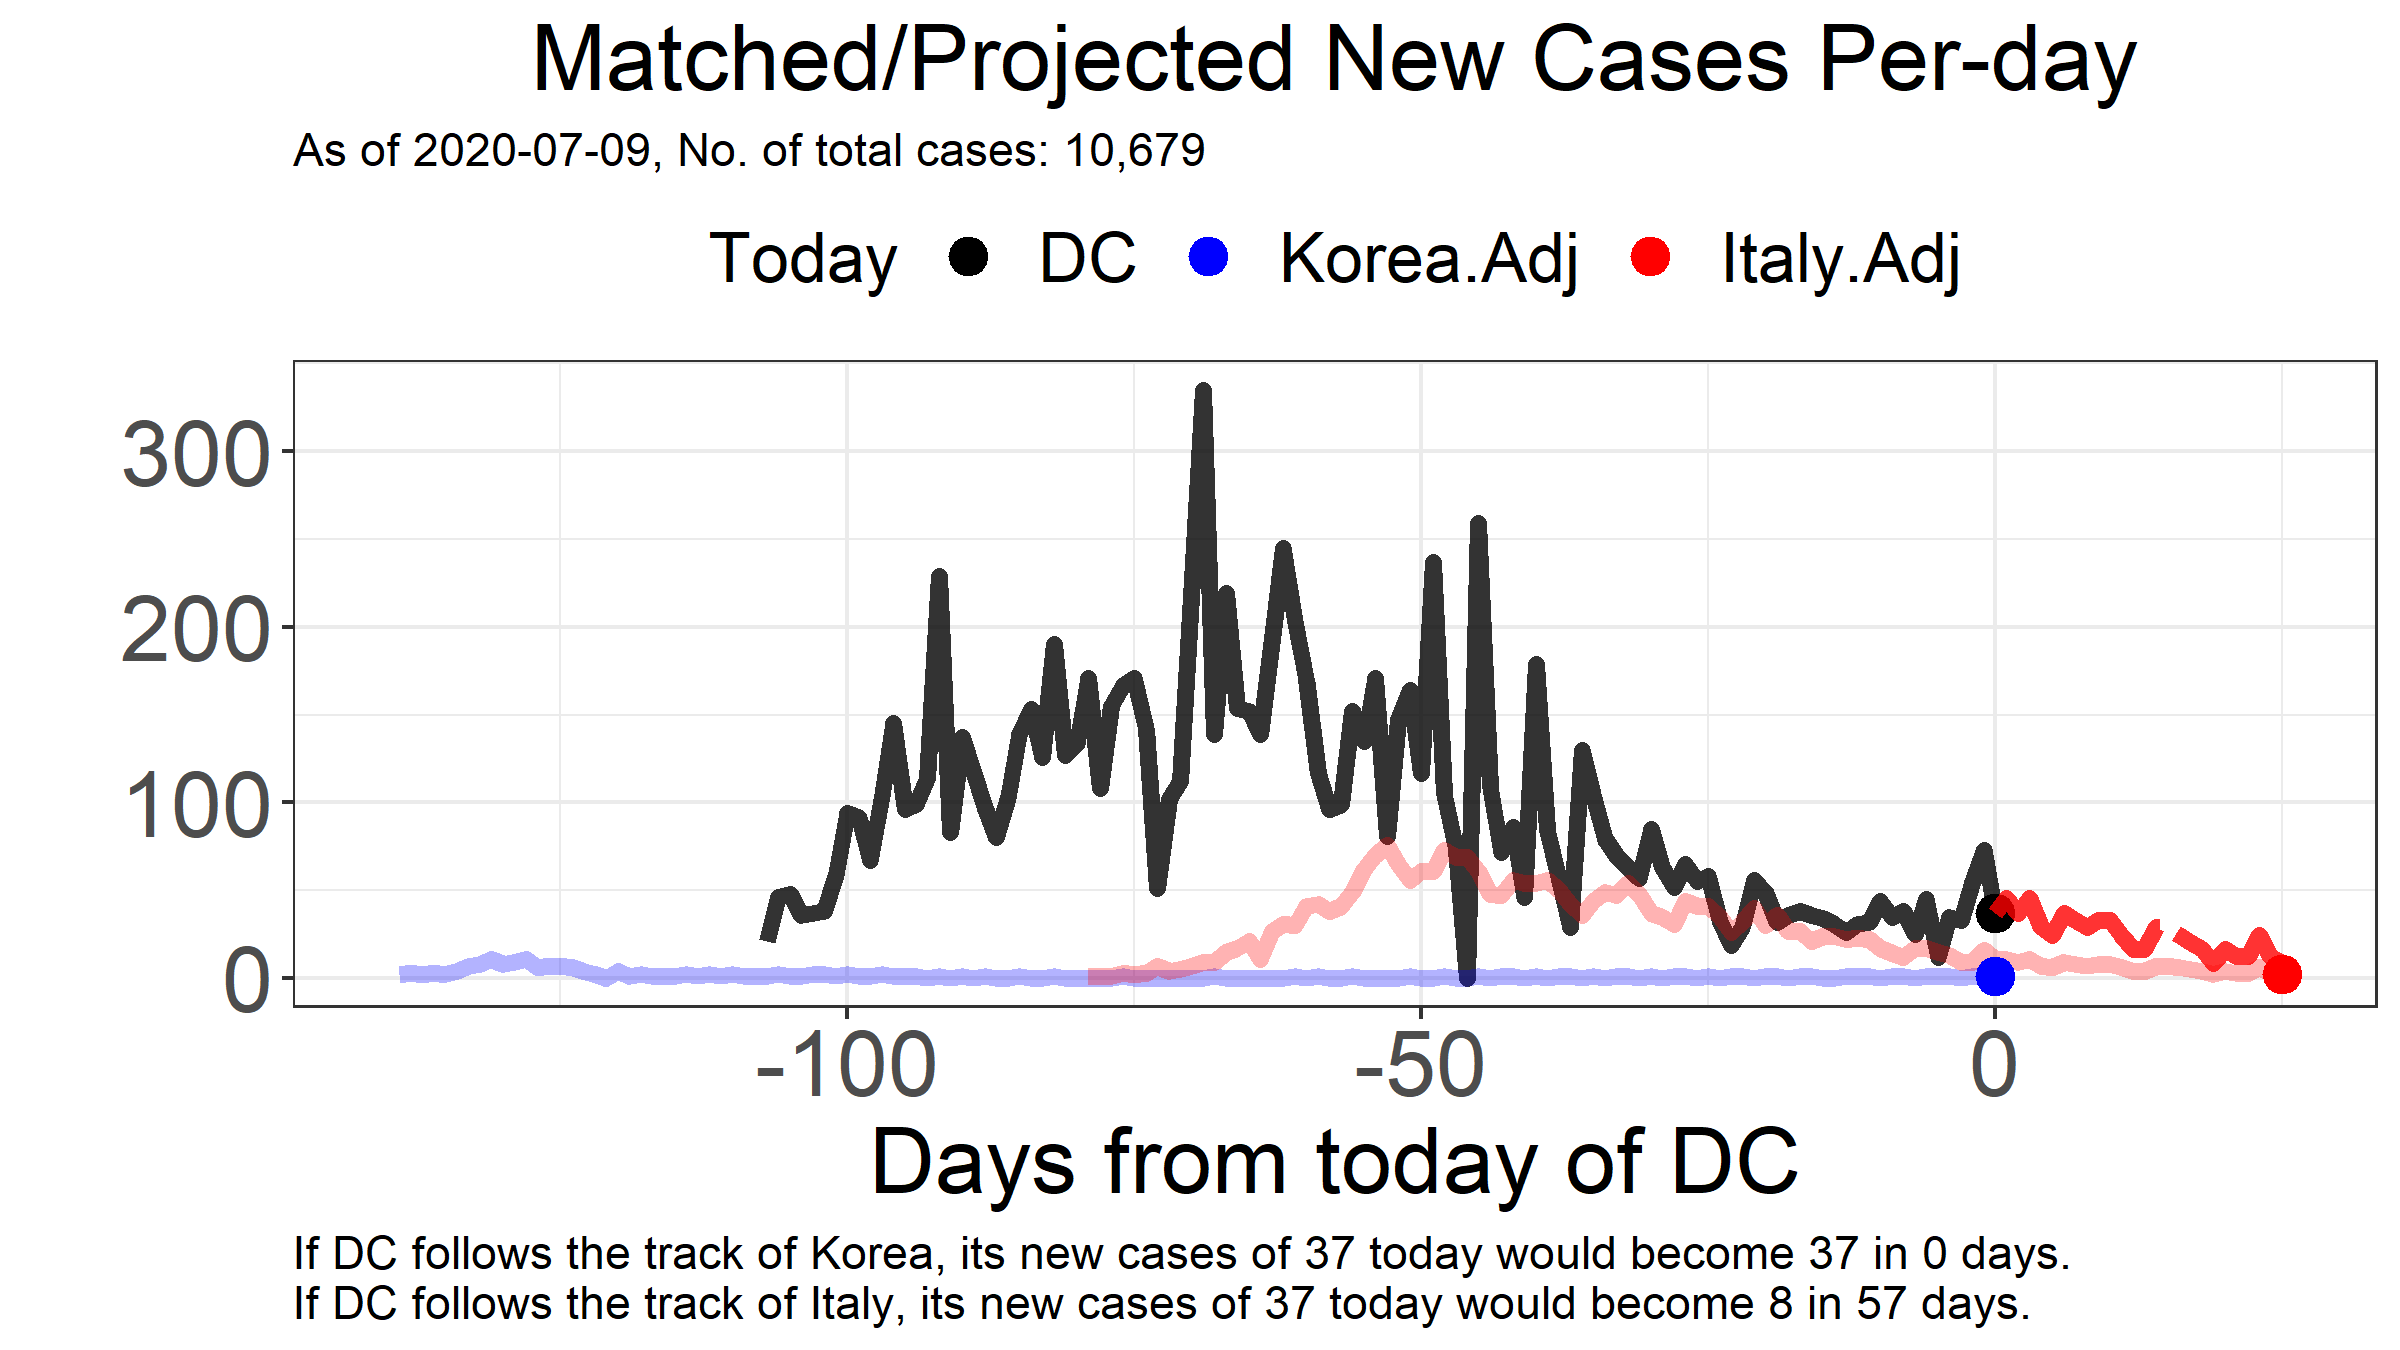 Matched/Projected New Cases Per-day
As of 2020-07-09, No. of total cases: 10,679
Today DC Korea.Adj Italy.Adj
300
200
100
0
-100 -50 0
Days from today of DC
If DC follows the track of Korea, its new cases of 37 today would become 37 in 0 days.
If DC follows the track of Italy, its new cases of 37 today would become 8 in 57 days.